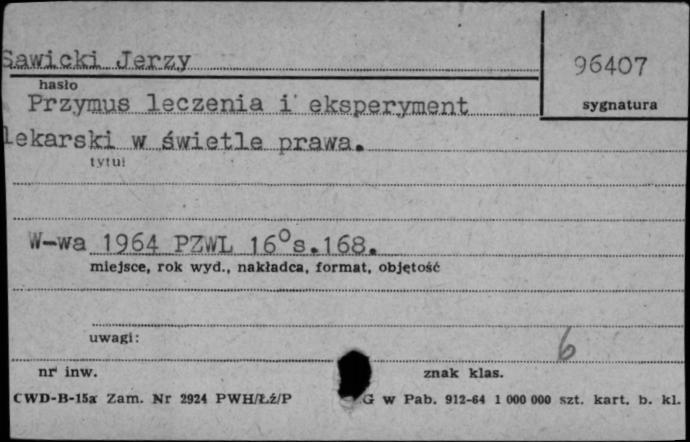 Sawicki Jerzy
96407
hasło
sygnatura
Przymus leczenia i eksperyment
lekarski w świetle prawa.
tytuł
W-wa 1964 PZWL 16° s.168.
miejsce, rok wyd., nakładca, format, objętość
uwagi:
6
nr inw.
znak klas.
CWD-B-15a Zam. Nr 2924 PWH/Łź/P
G w Pab. 912-64 1 000 000 szt. kart. b. kl.